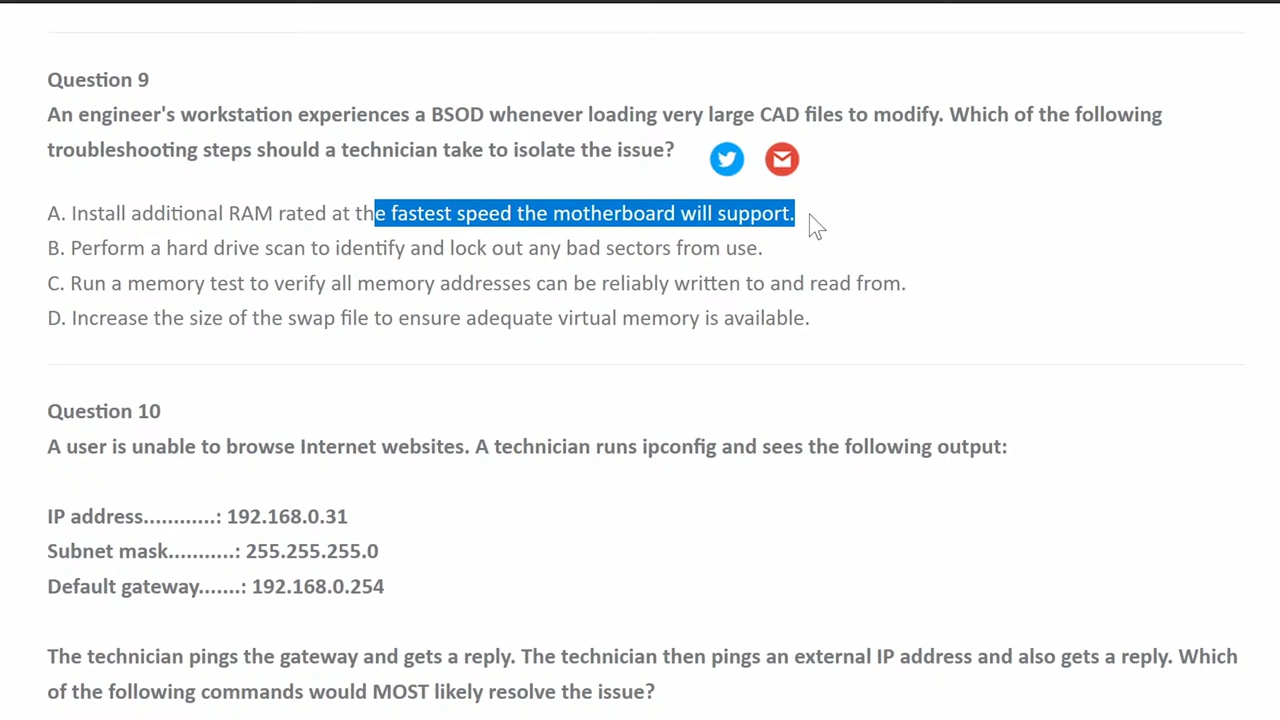 Question 9
An engineer's workstation experiences a BSOD whenever loading very large CAD files to modify. Which of the following
troubleshooting steps should a technician take to isolate the issue?
A. Install additional RAM rated at the fastest speed the motherboard will support.
B. Perform a hard drive scan to identify and lock out any bad sectors from use.
C. Run a memory test to verify all memory addresses can be reliably written to and read from.
D. Increase the size of the swap file to ensure adequate virtual memory is available.
Question 10
A user is unable to browse Internet websites. A technician runs ipconfig and sees the following output:
IP address............: 192.168.0.31
Subnet mask...........: 255.255.255.0
Default gateway.......: 192.168.0.254
The technician pings the gateway and gets a reply. The technician then pings an external IP address and also gets a reply. Which
of the following commands would MOST likely resolve the issue?